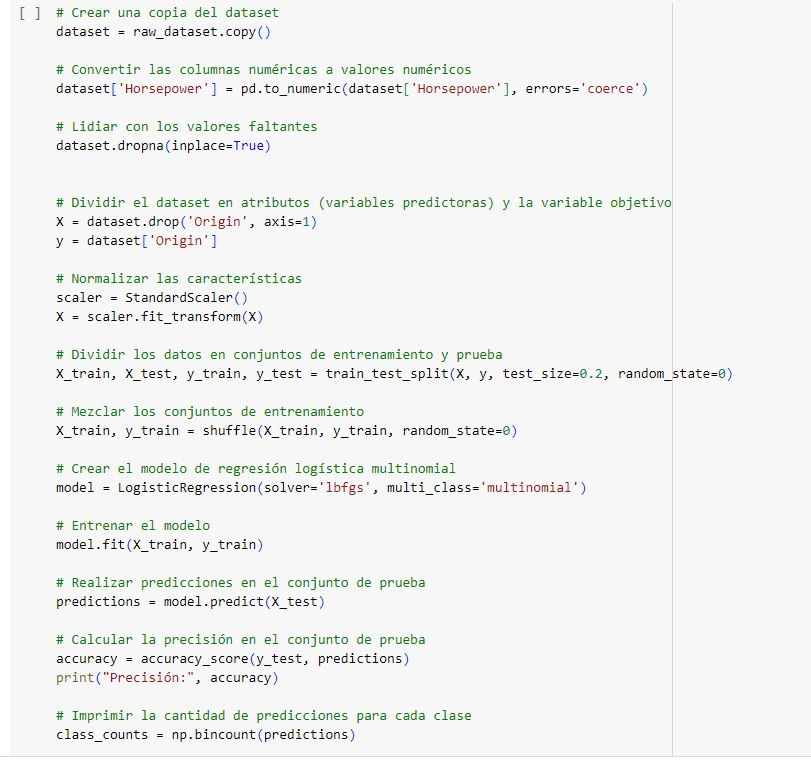 [ ] # Crear una copia del dataset
dataset = raw_dataset.copy()
# Convertir las columnas numéricas a valores numéricos
dataset['Horsepower'] = pd.to_numeric(dataset['Horsepower'], errors='coerce')
# Lidiar con los valores faltantes
dataset.dropna(inplace=True)
# Dividir el dataset en atributos (variables predictoras) y la variable objetivo
X = dataset.drop('Origin', axis=1)
y = dataset['Origin']
# Normalizar las características
scaler = StandardScaler()
X = scaler.fit_transform(X)
# Dividir los datos en conjuntos de entrenamiento y prueba
X_train, X_test, y_train, y_test = train_test_split(X, y, test_size=0.2, random_state=0)
# Mezclar los conjuntos de entrenamiento
X_train, y_train = shuffle(X_train, y_train, random_state=0)
# Crear el modelo de regresión logística multinomial
model = LogisticRegression(solver='lbfgs', multi_class='multinomial')
# Entrenar el modelo
model.fit(X_train, y_train)
# Realizar predicciones en el conjunto de prueba
predictions = model.predict(X_test)
# Calcular la precisión en el conjunto de prueba
accuracy = accuracy_score(y_test, predictions)
print("Precisión:", accuracy)
# Imprimir la cantidad de predicciones para cada clase
class_counts = np.bincount(predictions)